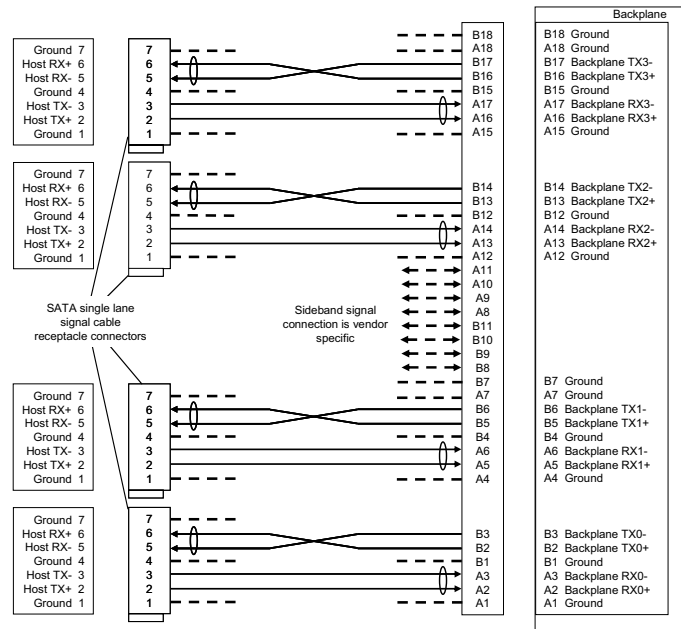 Backplane
B18 B18 Ground
Ground 7 7 A18 A18 Ground
Host RX+ 6 6 B17 B17 Backplane TX3-
Host RX- 5 5 B16 B16 Backplane TX3+
Ground 4 4 B15 B15 Ground
Host TX- 3 3 A17 A17 Backplane RX3-
Host TX+ 2 2 A16 A16 Backplane RX3+
Ground 1 1 A15 A15 Ground
Ground 7 7
Host RX+ 6 6 B14 B14 Backplane TX2-
Host RX- 5 5 B13 B13 Backplane TX2+
Ground 4 4 B12 B12 Ground
Host TX- 3 3 A14 A14 Backplane RX2-
Host TX+ 2 2 A13 A13 Backplane RX2+
Ground 1 1 A12 A12 Ground
A11
A10
A9
A8
B11
B10
B9
B8
SATA single lane
signal cable
receptacle connectors
Sideband signal
connection is vendor
specific
B7 B7 Ground
Ground 7 7 A7 A7 Ground
Host RX+ 6 6 B6 B6 Backplane TX1-
Host RX- 5 5 B5 B5 Backplane TX1+
Ground 4 4 B4 B4 Ground
Host TX- 3 3 A6 A6 Backplane RX1-
Host TX+ 2 2 A5 A5 Backplane RX1+
Ground 1 1 A4 A4 Ground
Ground 7 7
Host RX+ 6 6 B3 B3 Backplane TX0-
Host RX- 5 5 B2 B2 Backplane TX0+
Ground 4 4 B1 B1 Ground
Host TX- 3 3 A3 A3 Backplane RX0-
Host TX+ 2 2 A2 A2 Backplane RX0+
Ground 1 1 A1 A1 Ground